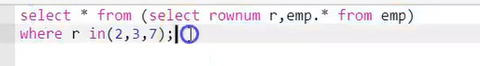 select * from (select rownum r,emp.* from emp)
where r in(2,3,7);